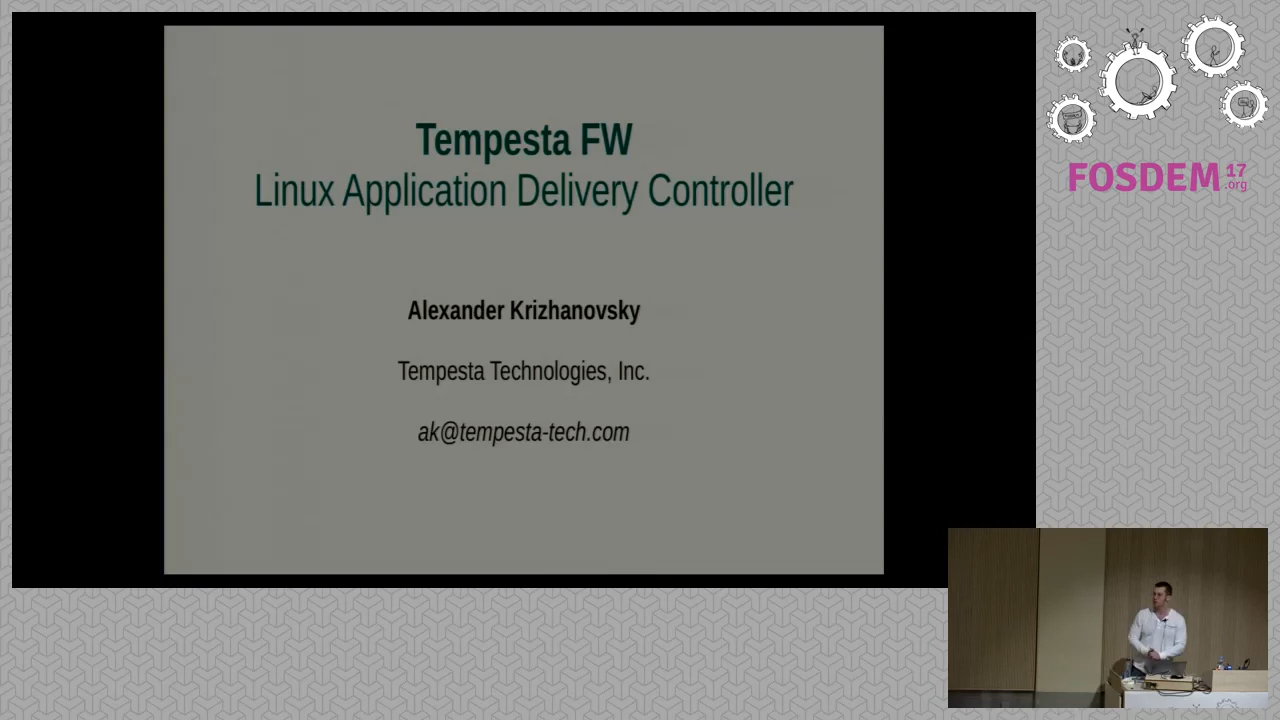 Tempesta FW
Linux Application Delivery Controller
Alexander Krizhanovsky
Tempesta Technologies, Inc.
ak@tempesta-tech.com
FOSDEM 17
.org